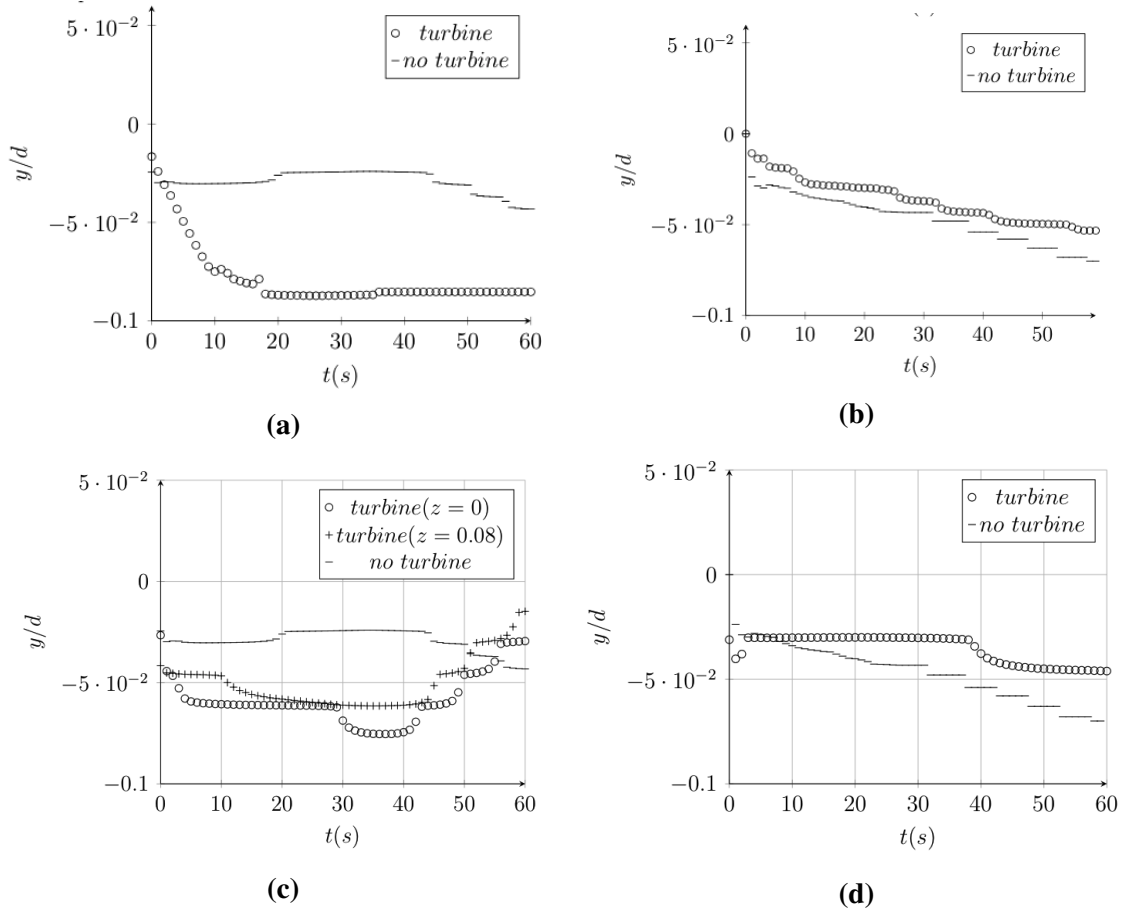 5 · 10⁻²
○ turbine
– no turbine
0
−5 · 10⁻²
−0.1
y/d
0 10 20 30 40 50 60
t(s)
(a)
5 · 10⁻²
○ turbine
– no turbine
0
−5 · 10⁻²
−0.1
y/d
0 10 20 30 40 50
t(s)
(b)
5 · 10⁻²
○ turbine(z = 0)
+ turbine(z = 0.08)
– no turbine
0
−5 · 10⁻²
−0.1
y/d
0 10 20 30 40 50 60
t(s)
(c)
5 · 10⁻²
○ turbine
– no turbine
0
−5 · 10⁻²
−0.1
y/d
0 10 20 30 40 50 60
t(s)
(d)